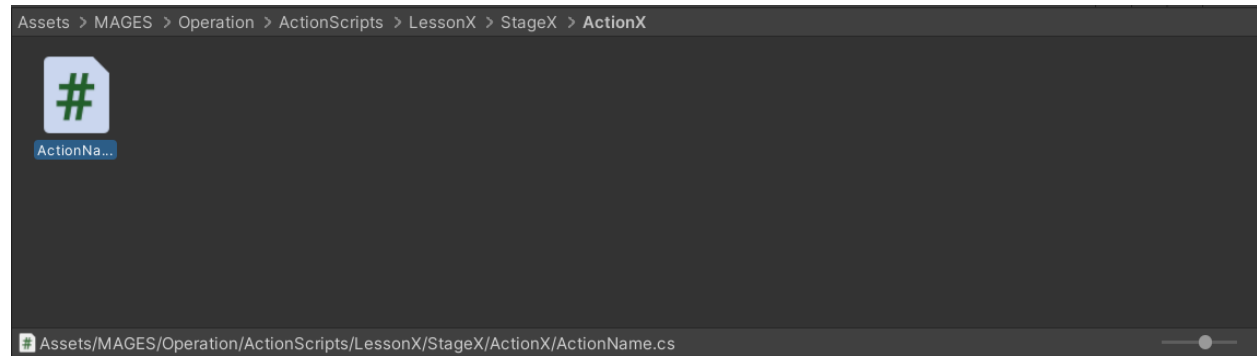 Assets > MAGES > Operation > ActionScripts > LessonX > StageX > ActionX
#
ActionNa...
# Assets/MAGES/Operation/ActionScripts/LessonX/StageX/ActionX/ActionName.cs